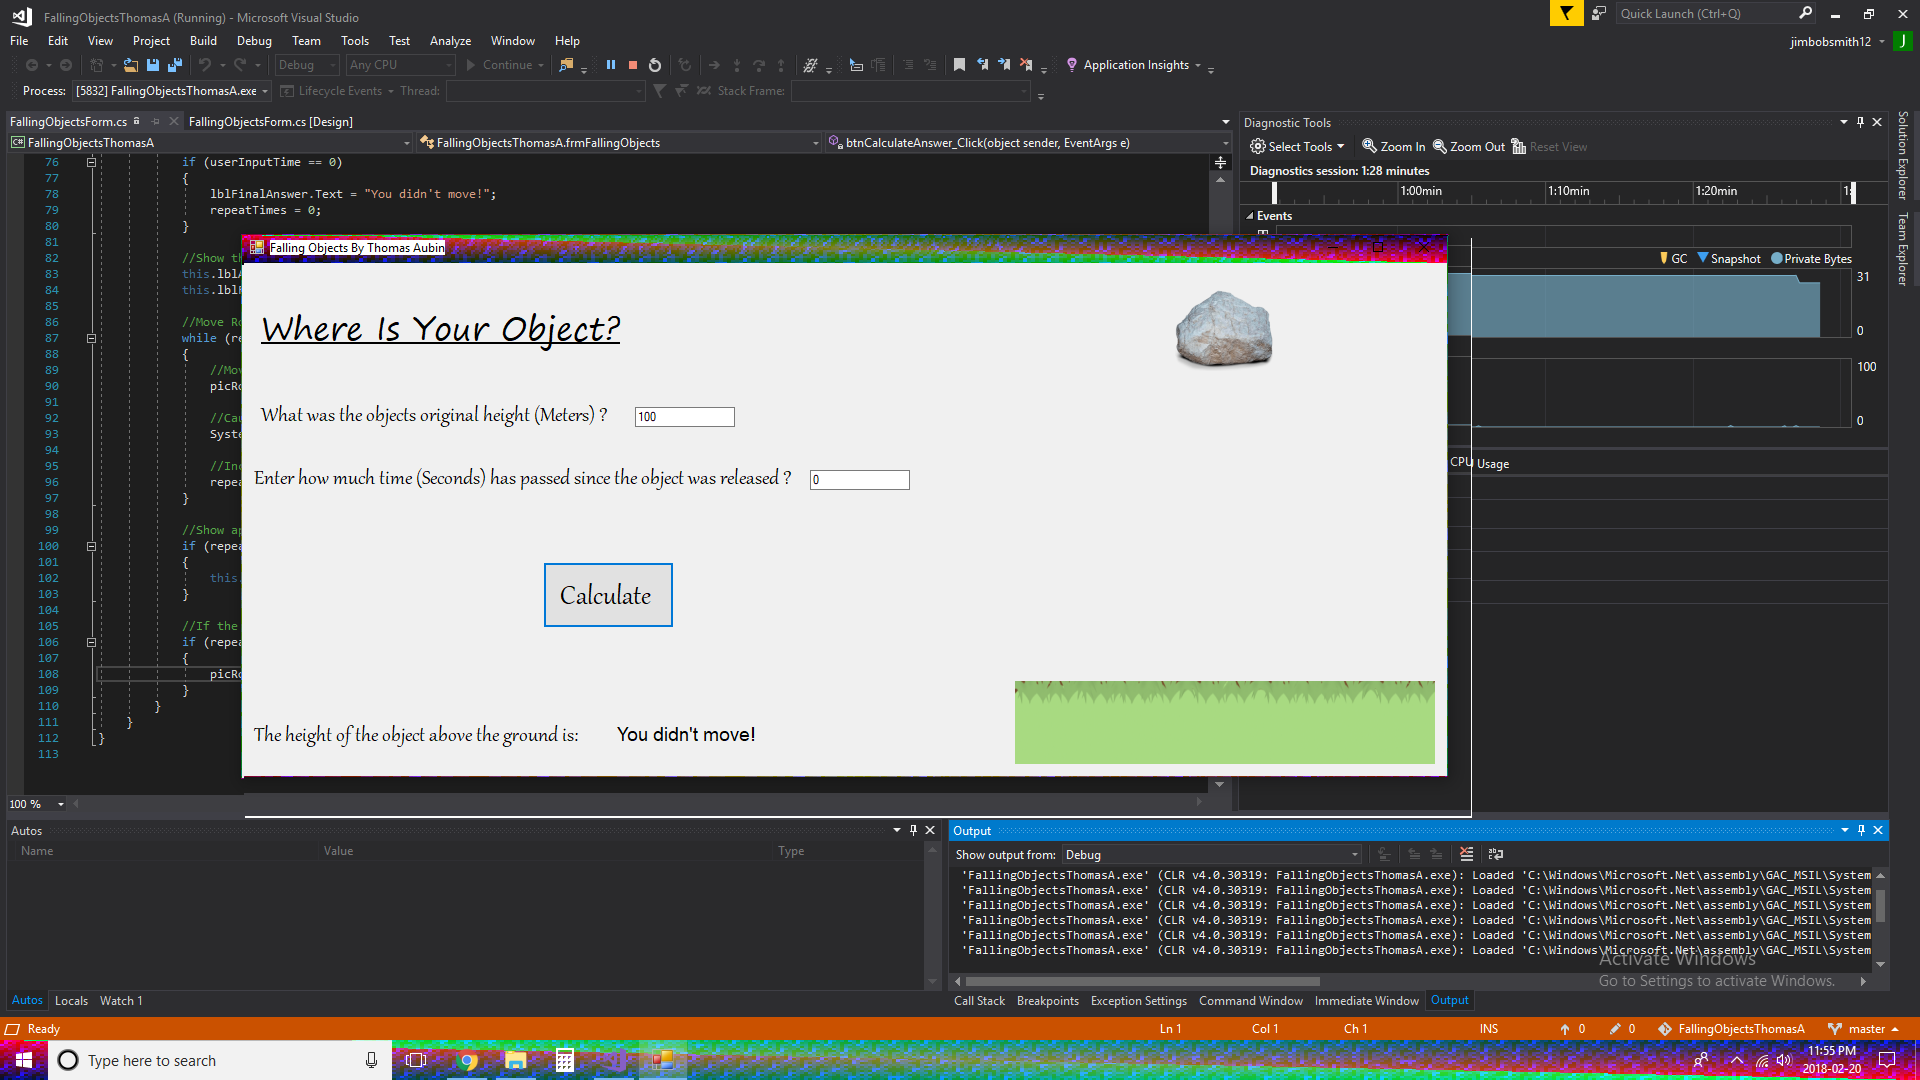 FallingObjectsThomasA (Running) - Microsoft Visual Studio
Quick Launch (Ctrl+Q)
File Edit View Project Build Debug Team Tools Test Analyze Window Help
jimbobsmith12 J
Debug Any CPU Continue Application Insights
Process: [5832] FallingObjectsThomasA.exe Lifecycle Events Thread: Stack Frame:
FallingObjectsForm.cs FallingObjectsForm.cs [Design]
FallingObjectsThomasA FallingObjectsThomasA.frmFallingObjects btnCalculateAnswer_Click(object sender, EventArgs e)
76 if (userInputTime == 0)
77 {
78 lblFinalAnswer.Text = "You didn't move!";
79 repeatTimes = 0;
80 }
81
82 //Show th
83 this.lblA
84 this.lblF
85
86 //Move Ro
87 while (re
88 {
89 //Mov
90 picRo
91
92 //Cau
93 Syste
94
95 //Inc
96 repea
97 }
98
99 //Show ap
100 if (repea
101 {
102 this.
103 }
104
105 //If the
106 if (repea
107 {
108 picRo
109 }
110 }
111 }
112 }
113
100 %
Falling Objects By Thomas Aubin
Where Is Your Object?
What was the objects original height (Meters) ? 100
Enter how much time (Seconds) has passed since the object was released ? 0
Calculate
The height of the object above the ground is: You didn't move!
Diagnostic Tools
Select Tools Zoom In Zoom Out Reset View
Diagnostics session: 1:28 minutes
1:00min 1:10min 1:20min
Events
GC Snapshot Private Bytes
31
0
100
0
CPU Usage
Solution Explorer
Team Explorer
Autos
Name Value Type
Autos Locals Watch 1
Output
Show output from: Debug
'FallingObjectsThomasA.exe' (CLR v4.0.30319: FallingObjectsThomasA.exe): Loaded 'C:\Windows\Microsoft.Net\assembly\GAC_MSIL\System
'FallingObjectsThomasA.exe' (CLR v4.0.30319: FallingObjectsThomasA.exe): Loaded 'C:\Windows\Microsoft.Net\assembly\GAC_MSIL\System
'FallingObjectsThomasA.exe' (CLR v4.0.30319: FallingObjectsThomasA.exe): Loaded 'C:\Windows\Microsoft.Net\assembly\GAC_MSIL\System
'FallingObjectsThomasA.exe' (CLR v4.0.30319: FallingObjectsThomasA.exe): Loaded 'C:\Windows\Microsoft.Net\assembly\GAC_MSIL\System
'FallingObjectsThomasA.exe' (CLR v4.0.30319: FallingObjectsThomasA.exe): Loaded 'C:\Windows\Microsoft.Net\assembly\GAC_MSIL\System
'FallingObjectsThomasA.exe' (CLR v4.0.30319: FallingObjectsThomasA.exe): Loaded 'C:\Windows\Microsoft.Net\assembly\GAC_MSIL\System
Activate Windows
Go to Settings to activate Windows.
Call Stack Breakpoints Exception Settings Command Window Immediate Window Output
Ready Ln 1 Col 1 Ch 1 INS 0 0 FallingObjectsThomasA master
Type here to search
11:55 PM
2018-02-20